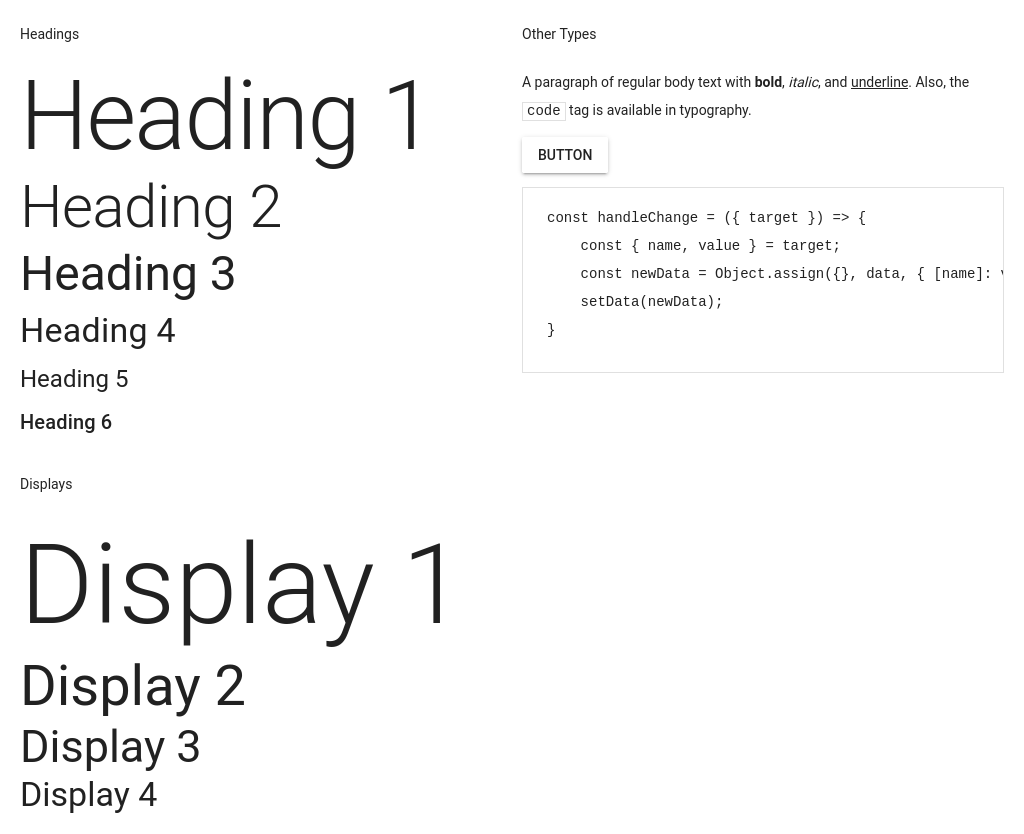 Headings
Heading 1
Heading 2
Heading 3
Heading 4
Heading 5
Heading 6
Displays
Display 1
Display 2
Display 3
Display 4
Other Types
A paragraph of regular body text with bold, italic, and underline. Also, the
code tag is available in typography.
BUTTON
const handleChange = ({ target }) => {
    const { name, value } = target;
    const newData = Object.assign({}, data, { [name]:
    setData(newData);
}